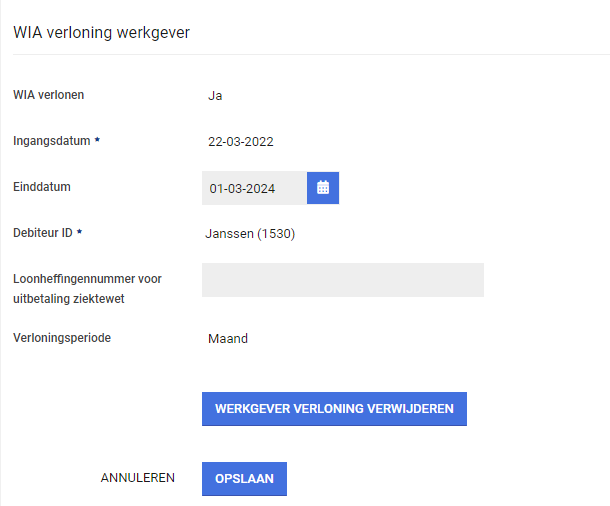 WIA verloning werkgever
WIA verlonen Ja
Ingangsdatum * 22-03-2022
Einddatum 01-03-2024
Debiteur ID * Janssen (1530)
Loonheffingennummer voor
uitbetaling ziektewet
Verloningsperiode Maand
WERKGEVER VERLONING VERWIJDEREN
ANNULEREN OPSLAAN